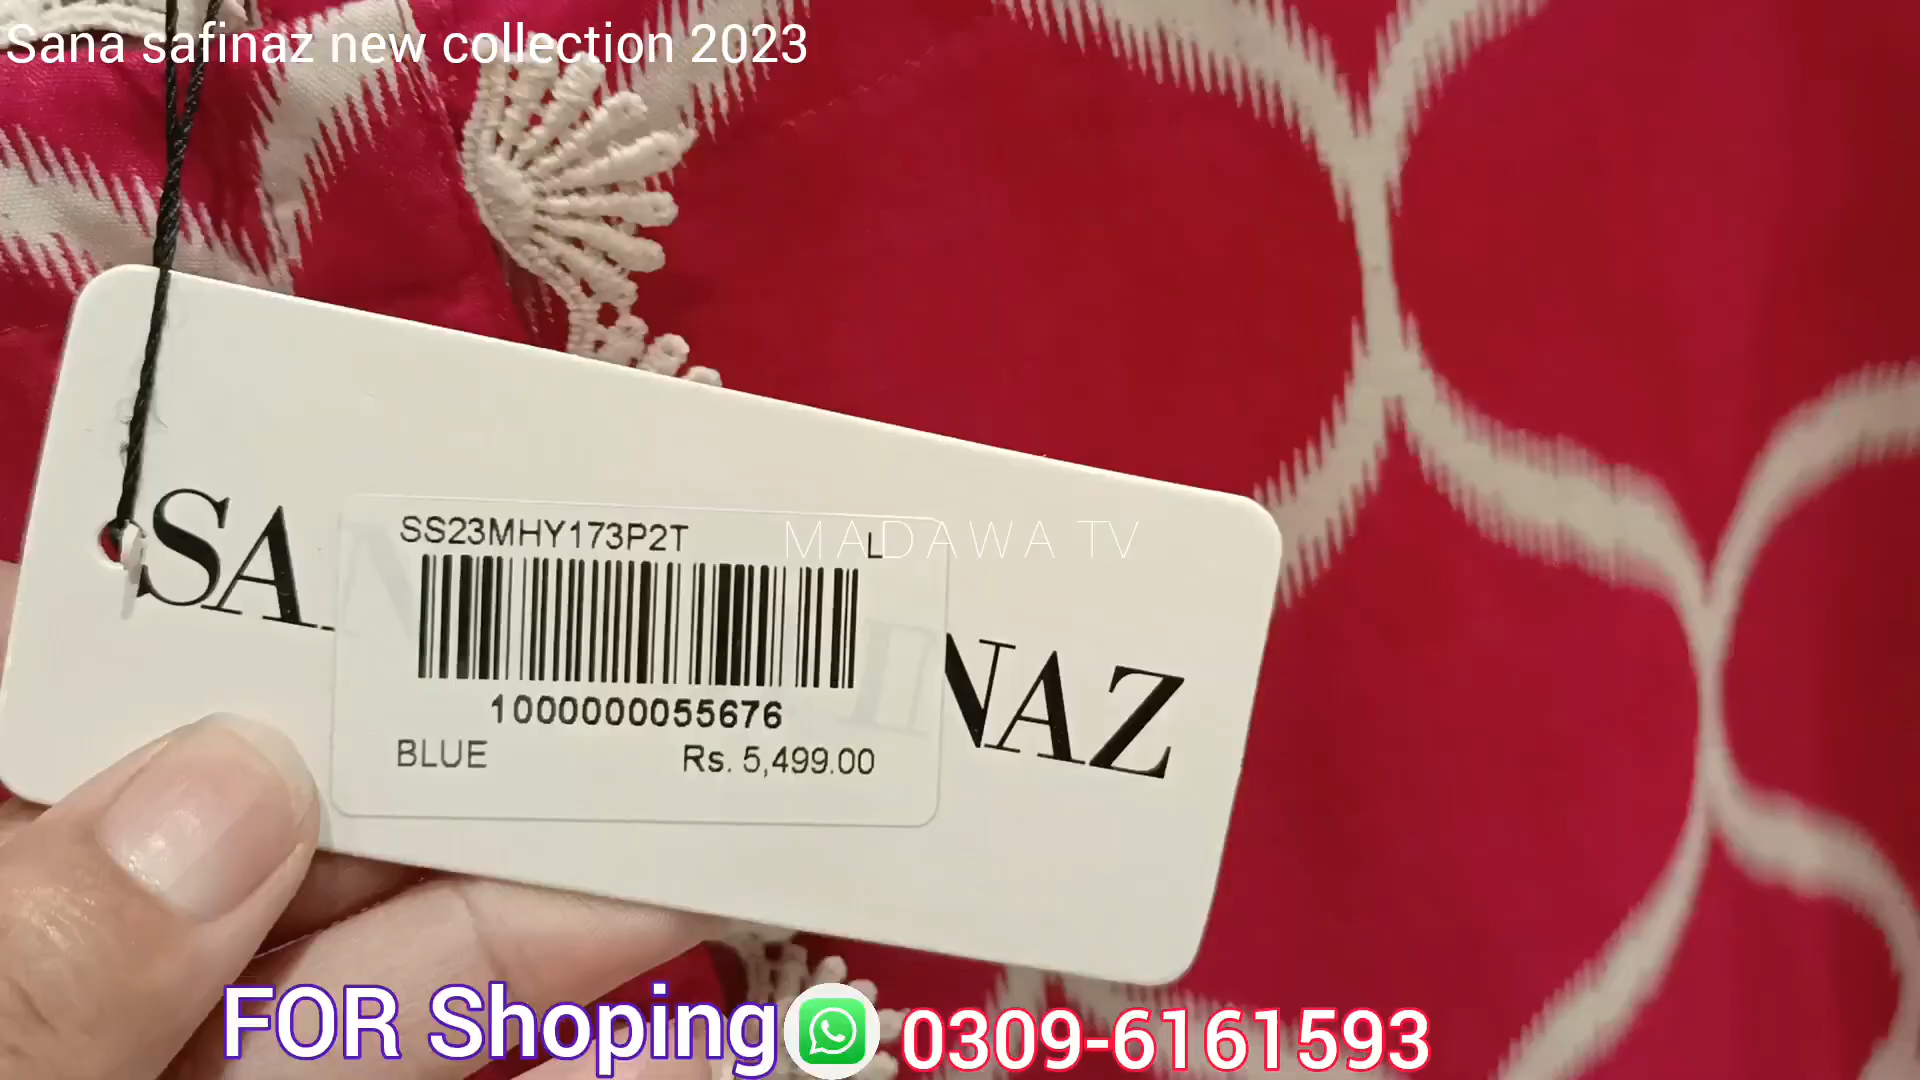 Sana safinaz new collection 2023
SS23MHY173P2T
L
MADAWA TV
SA
NAZ
1000000055676
BLUE
Rs. 5,499.00
FOR Shoping
0309-6161593